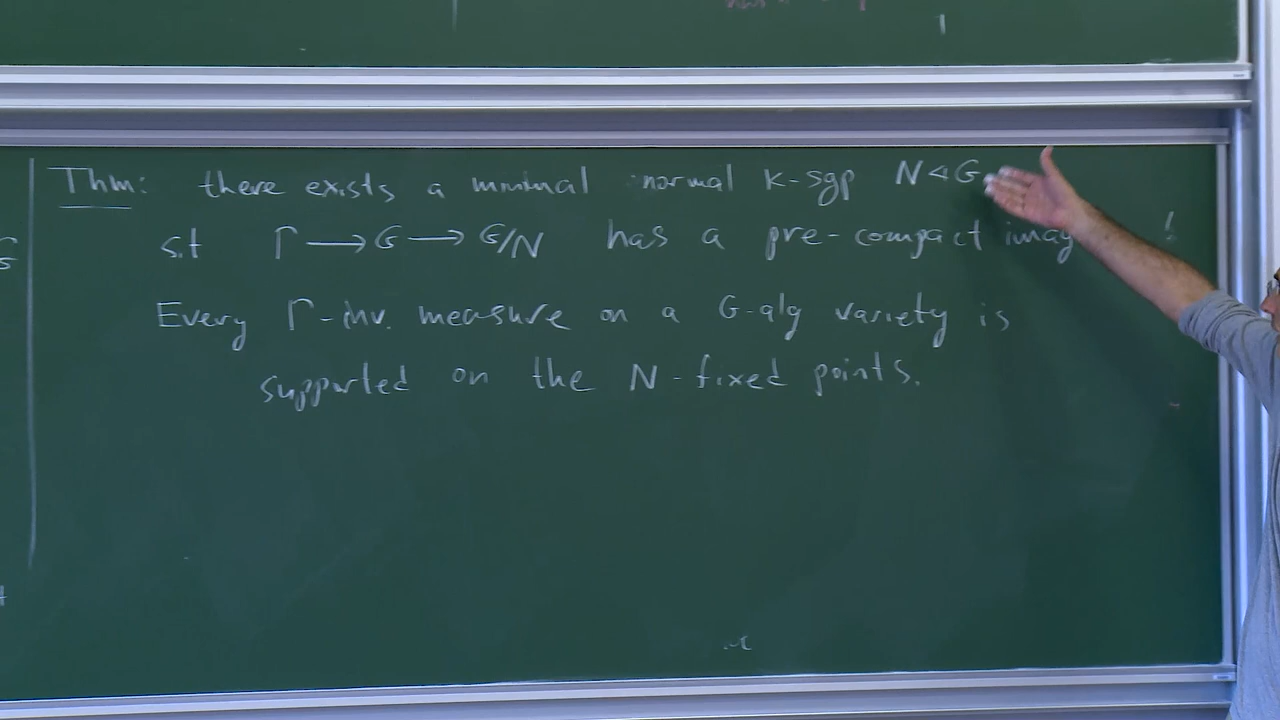 Thm: there exists a minimal normal k-sgp N◁G
s.t Γ → G → G/N has a pre-compact !
Every Γ-inv. measure on a G-alg variety is
supported on the N-fixed points.